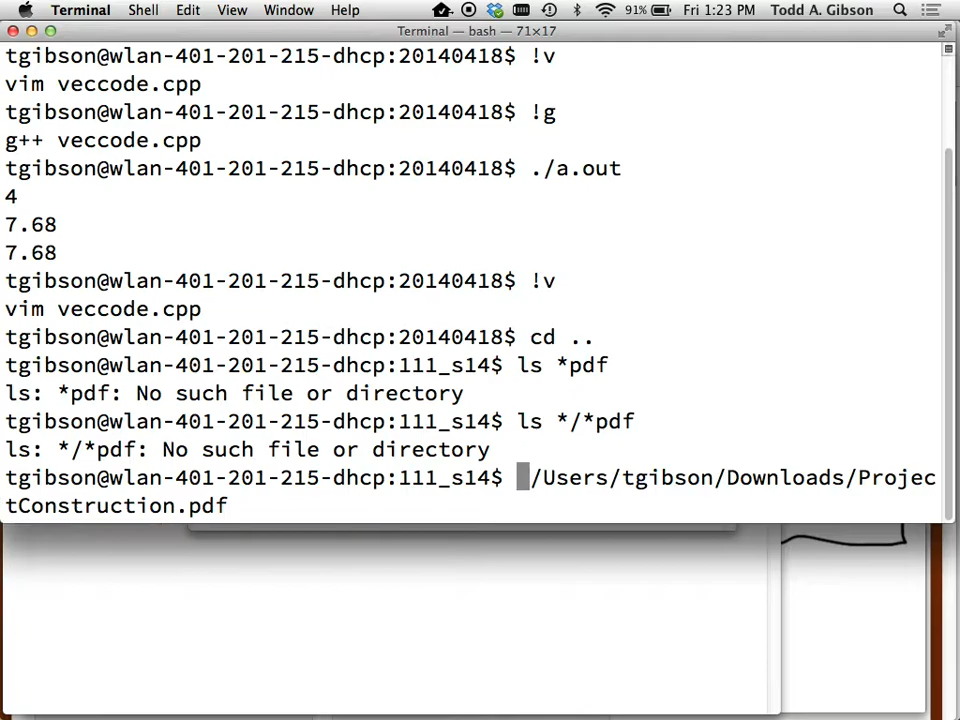 Terminal Shell Edit View Window Help 91% Fri 1:23 PM Todd A. Gibson
Terminal — bash — 71×17
tgibson@wlan-401-201-215-dhcp:20140418$ !v
vim veccode.cpp
tgibson@wlan-401-201-215-dhcp:20140418$ !g
g++ veccode.cpp
tgibson@wlan-401-201-215-dhcp:20140418$ ./a.out
4
7.68
7.68
tgibson@wlan-401-201-215-dhcp:20140418$ !v
vim veccode.cpp
tgibson@wlan-401-201-215-dhcp:20140418$ cd ..
tgibson@wlan-401-201-215-dhcp:111_s14$ ls *pdf
ls: *pdf: No such file or directory
tgibson@wlan-401-201-215-dhcp:111_s14$ ls */*pdf
ls: */*pdf: No such file or directory
tgibson@wlan-401-201-215-dhcp:111_s14$ /Users/tgibson/Downloads/Projec
tConstruction.pdf